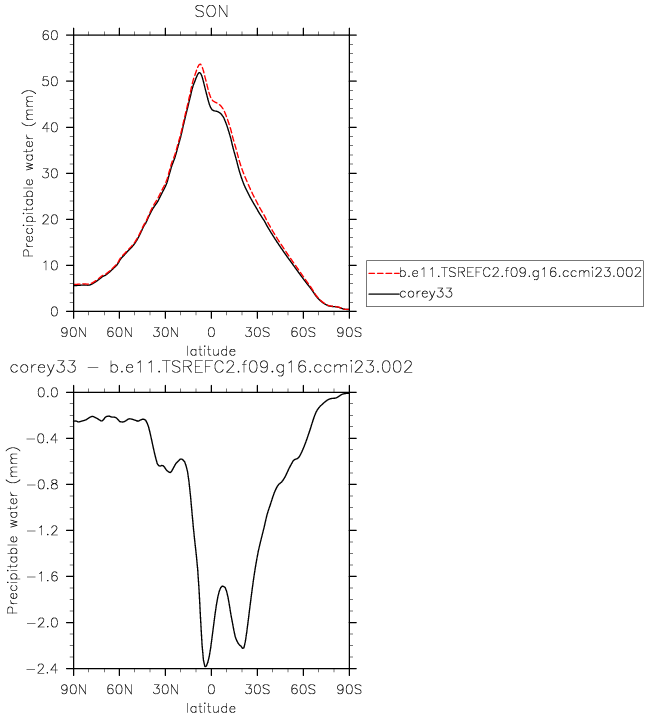 SON
60
50
40
30
20
10
0
Precipitable water (mm)
90N 60N 30N 0 30S 60S 90S
latitude
b.e11.TSREFC2.f09.g16.ccmi23.002
corey33
corey33 − b.e11.TSREFC2.f09.g16.ccmi23.002
0.0
−0.4
−0.8
−1.2
−1.6
−2.0
−2.4
Precipitable water (mm)
90N 60N 30N 0 30S 60S 90S
latitude